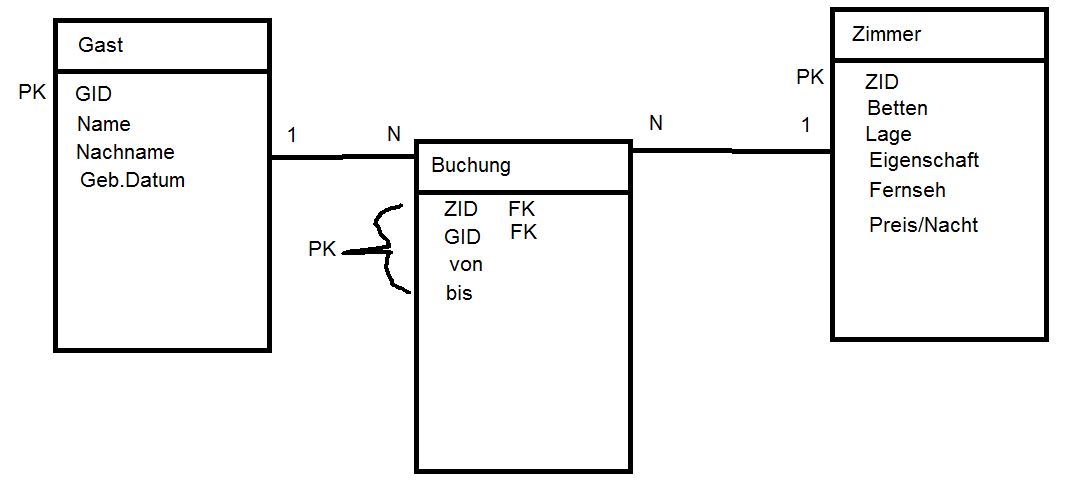 Gast
PK
GID
Name
Nachname
Geb.Datum
1
N
Buchung
ZID FK
GID FK
von
bis
PK
N
1
Zimmer
PK
ZID
Betten
Lage
Eigenschaft
Fernseh
Preis/Nacht